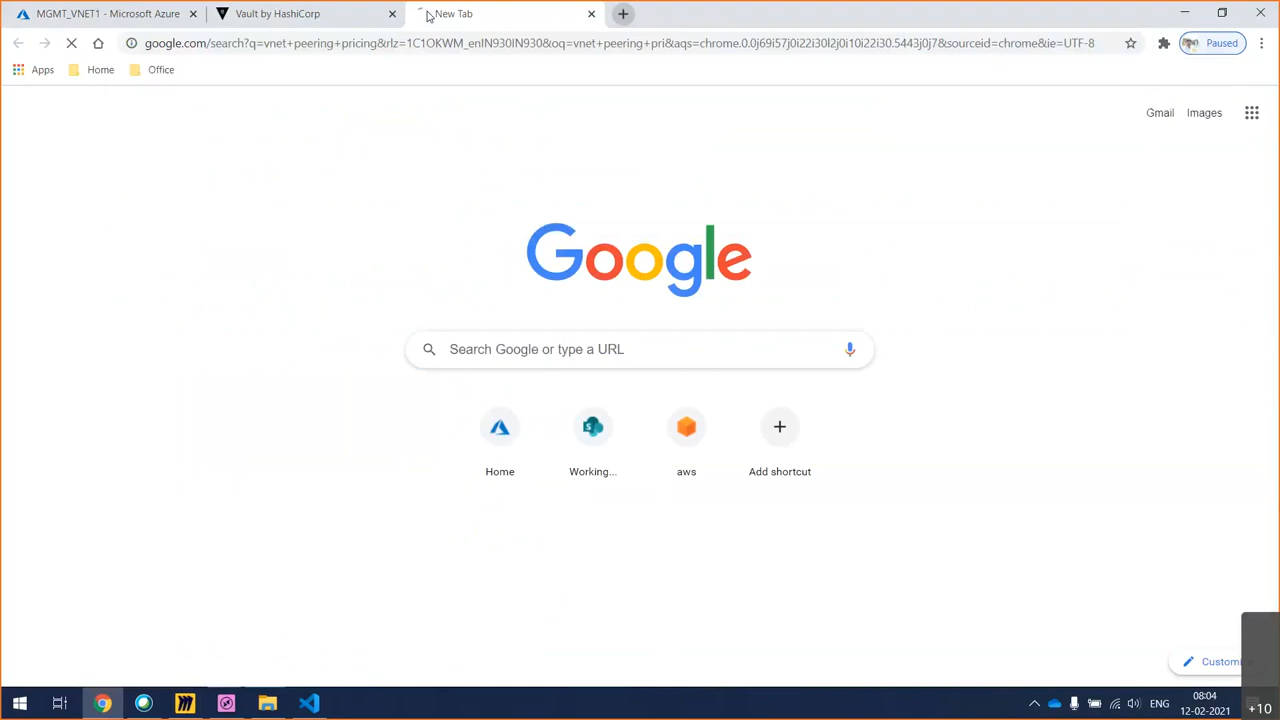 MGMT_VNET1 - Microsoft Azure
Vault by HashiCorp
New Tab
google.com/search?q=vnet+peering+pricing&rlz=1C1OKWM_enIN930IN930&oq=vnet+peering+pri&aqs=chrome.0.0j69i57j0i22i30l2j0i10i22i30.5443j0j7&sourceid=chrome&ie=UTF-8
Paused
Apps
Home
Office
Gmail
Images
Google
Search Google or type a URL
Home
Working...
aws
Add shortcut
Customi
ENG
08:04
12-02-2021
+10